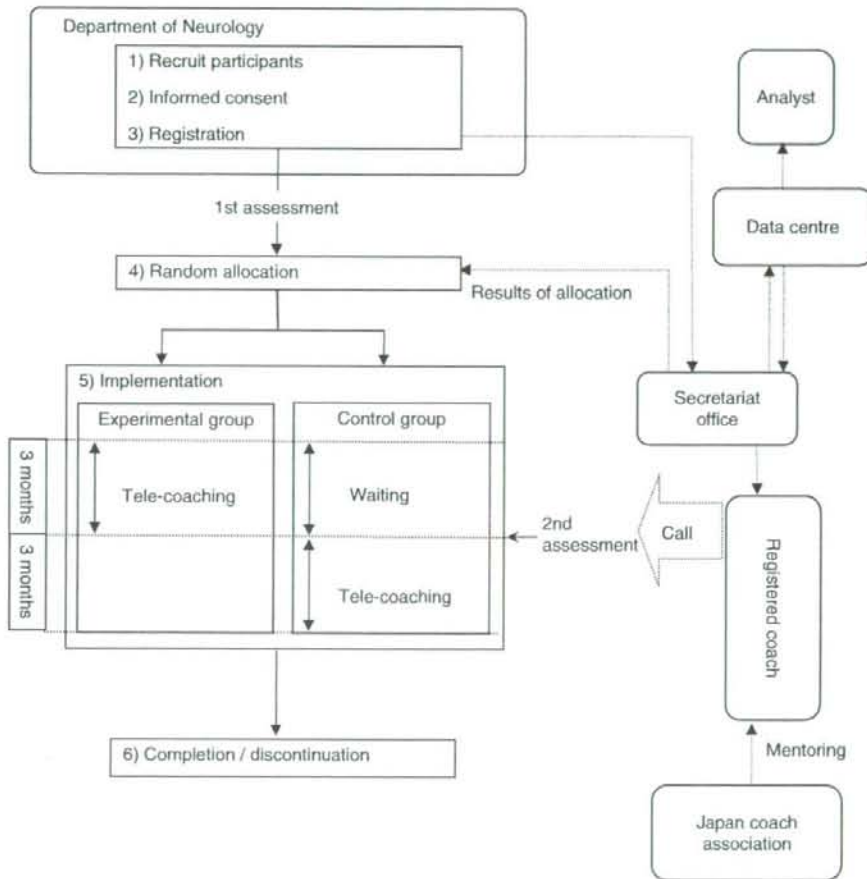 Department of Neurology
1) Recruit participants
2) Informed consent
3) Registration
1st assessment
4) Random allocation
Results of allocation
Analyst
Data centre
Secretariat
office
5) Implementation
Experimental group
Control group
3 months
Tele-coaching
Waiting
2nd
assessment
Call
3 months
Tele-coaching
Registered coach
6) Completion / discontinuation
Mentoring
Japan coach
association